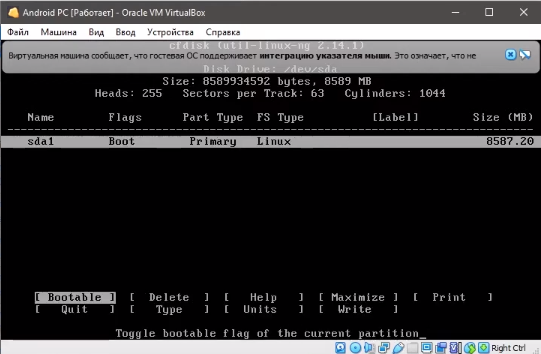 Android PC [Работает] - Oracle VM VirtualBox
Файл Машина Вид Ввод Устройства Справка
cfdisk (util-linux-ng 2.14.1)
Виртуальная машина сообщает, что гостевая ОС поддерживает интеграцию указателя мыши. Это означает, что не
Disk Drive: /dev/sda
Size: 8589934592 bytes, 8589 MB
Heads: 255 Sectors per Track: 63 Cylinders: 1044
Name Flags Part Type FS Type [Label] Size (MB)
sda1 Boot Primary Linux 8587.20
[ Bootable ] [ Delete ] [ Help ] [ Maximize ] [ Print ]
[ Quit ] [ Type ] [ Units ] [ Write ]
Toggle bootable flag of the current partition_
Right Ctrl